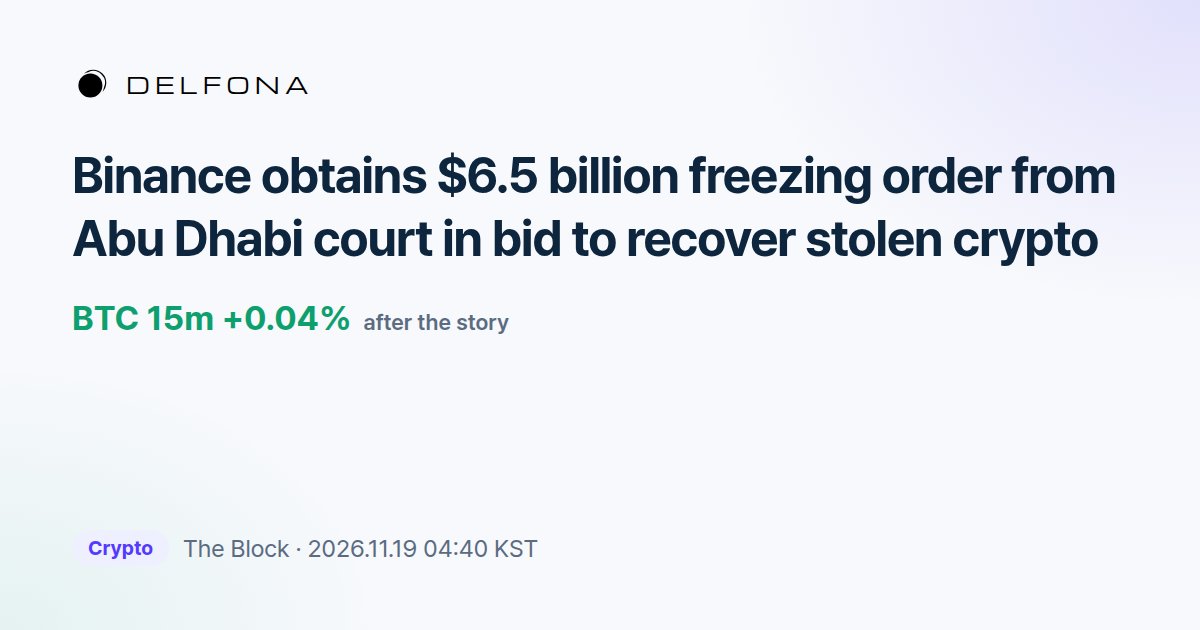 DELFONA
Binance obtains $6.5 billion freezing order from
Abu Dhabi court in bid to recover stolen crypto
BTC 15m +0.04% after the story
Crypto The Block · 2026.11.19 04:40 KST